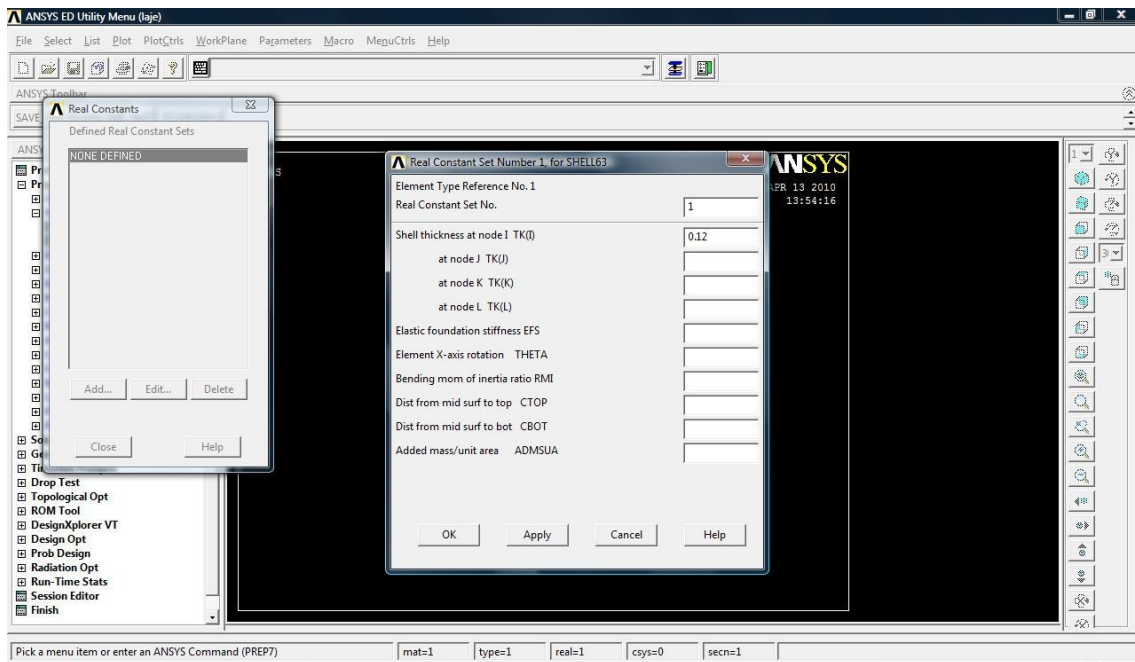 ANSYS ED Utility Menu (laje)
File Select List Plot PlotCtrls WorkPlane Parameters Macro MenuCtrls Help
ANSYS Toolbar
SAVE
Real Constants
Defined Real Constant Sets
NONE DEFINED
Add... Edit... Delete
Close Help
Drop Test
Topological Opt
ROM Tool
DesignXplorer VT
Design Opt
Prob Design
Radiation Opt
Run-Time Stats
Session Editor
Finish
Real Constant Set Number 1, for SHELL63
Element Type Reference No. 1
Real Constant Set No. 1
Shell thickness at node I TK(I) 0.12
at node J TK(J)
at node K TK(K)
at node L TK(L)
Elastic foundation stiffness EFS
Element X-axis rotation THETA
Bending mom of inertia ratio RMI
Dist from mid surf to top CTOP
Dist from mid surf to bot CBOT
Added mass/unit area ADMSUA
OK Apply Cancel Help
ANSYS
APR 13 2010
13:54:16
1
3
Pick a menu item or enter an ANSYS Command (PREP7) mat=1 type=1 real=1 csys=0 secn=1